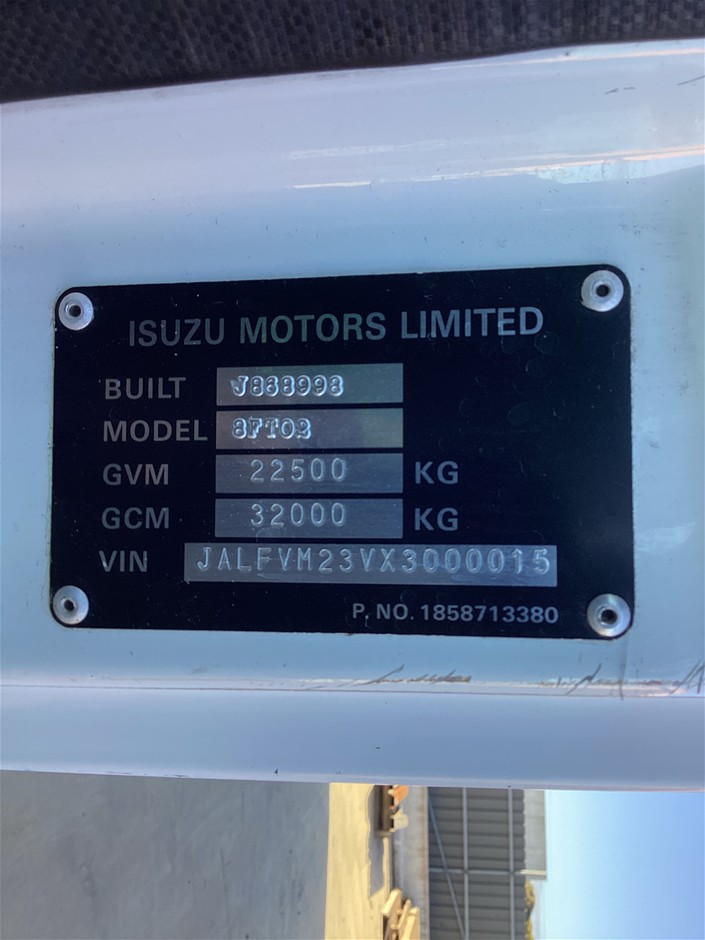 ISUZU MOTORS LIMITED
BUILT J868998
MODEL 8FT02
GVM 22500 KG
GCM 32000 KG
VIN JALFVM23VX3000015
P. NO. 1858713380